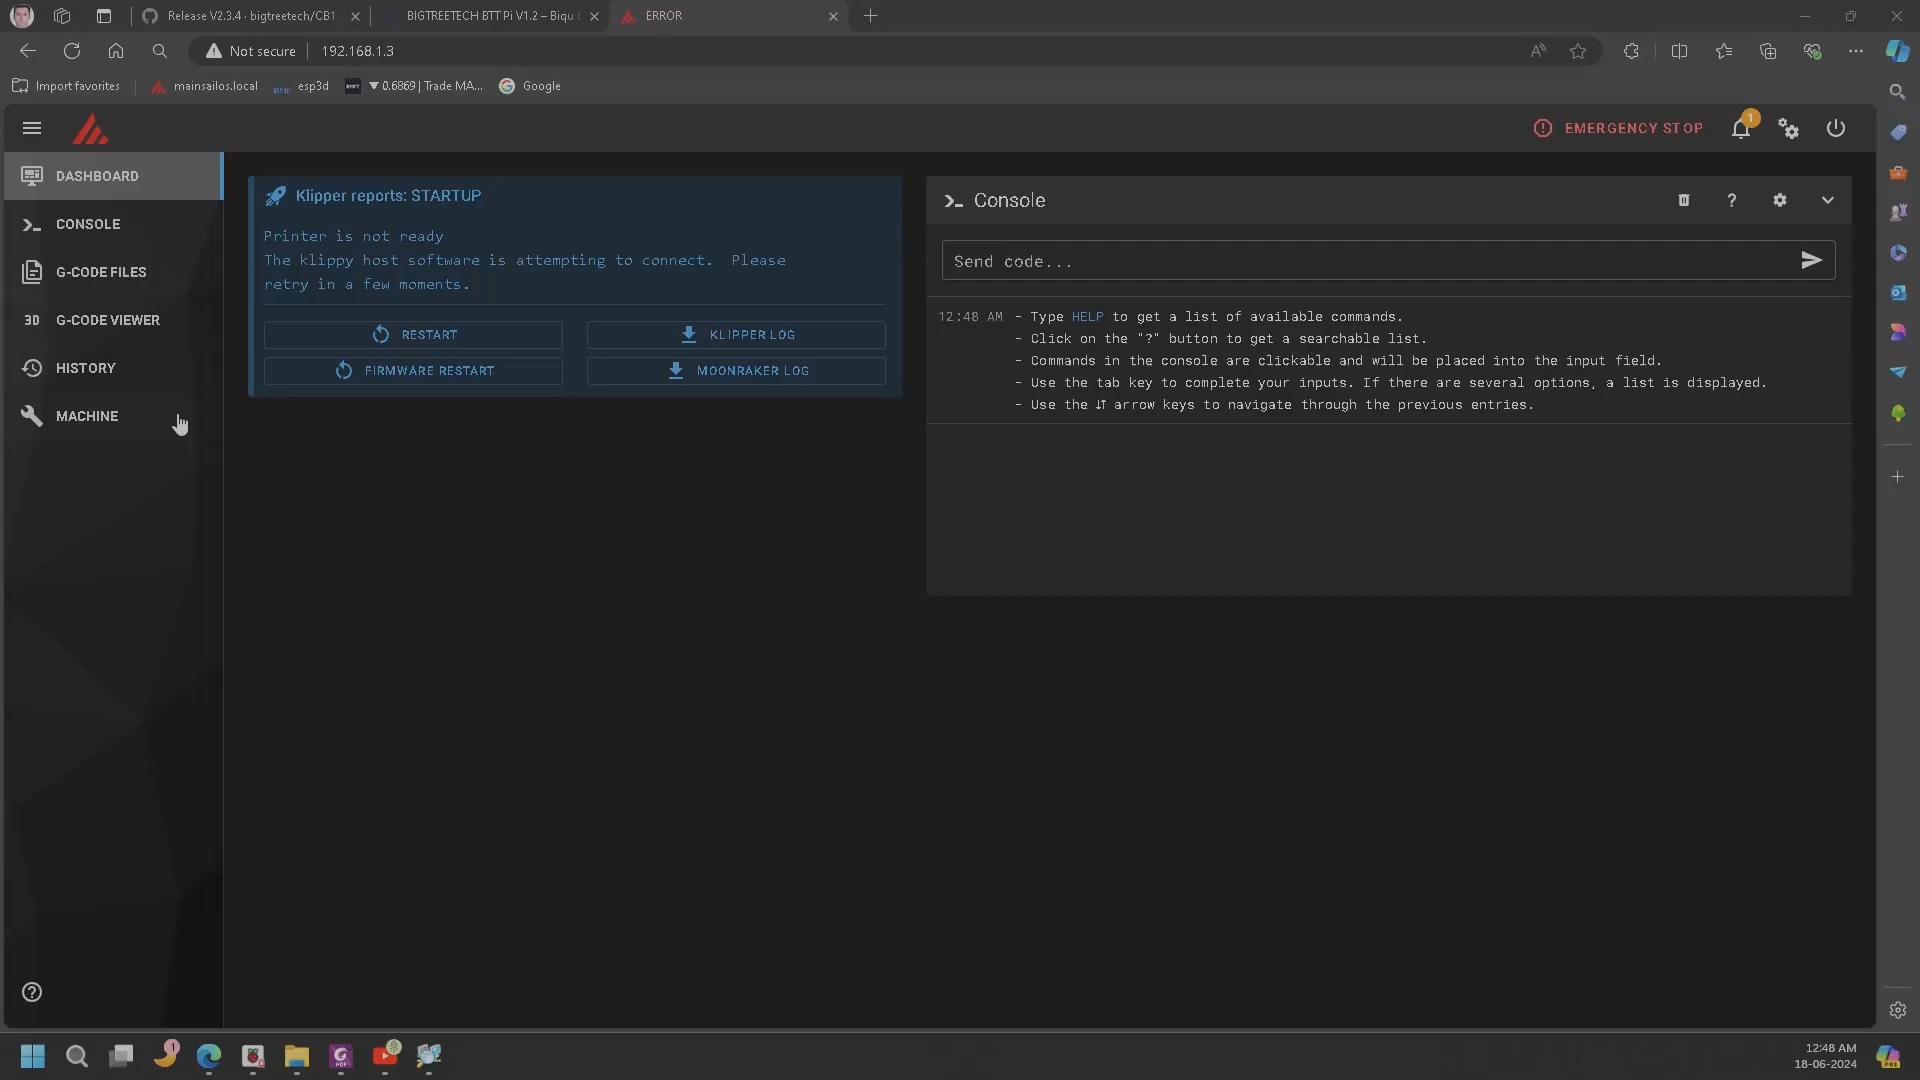 Release V2.3.4 · bigtreetech/CB1
BIGTREETECH BTT Pi V1.2 – Biqu
ERROR
Not secure
192.168.1.3
Import favorites
mainsailos.local
esp3d
▼ 0.6869 | Trade MA...
Google
EMERGENCY STOP
1
DASHBOARD
CONSOLE
G-CODE FILES
3D
G-CODE VIEWER
HISTORY
MACHINE
Klipper reports: STARTUP
Printer is not ready
The klippy host software is attempting to connect. Please
retry in a few moments.
RESTART
KLIPPER LOG
FIRMWARE RESTART
MOONRAKER LOG
Console
Send code...
12:48 AM - Type HELP to get a list of available commands.
- Click on the "?" button to get a searchable list.
- Commands in the console are clickable and will be placed into the input field.
- Use the tab key to complete your inputs. If there are several options, a list is displayed.
- Use the ⇵ arrow keys to navigate through the previous entries.
1
PDF
12:48 AM
18-06-2024
PRE